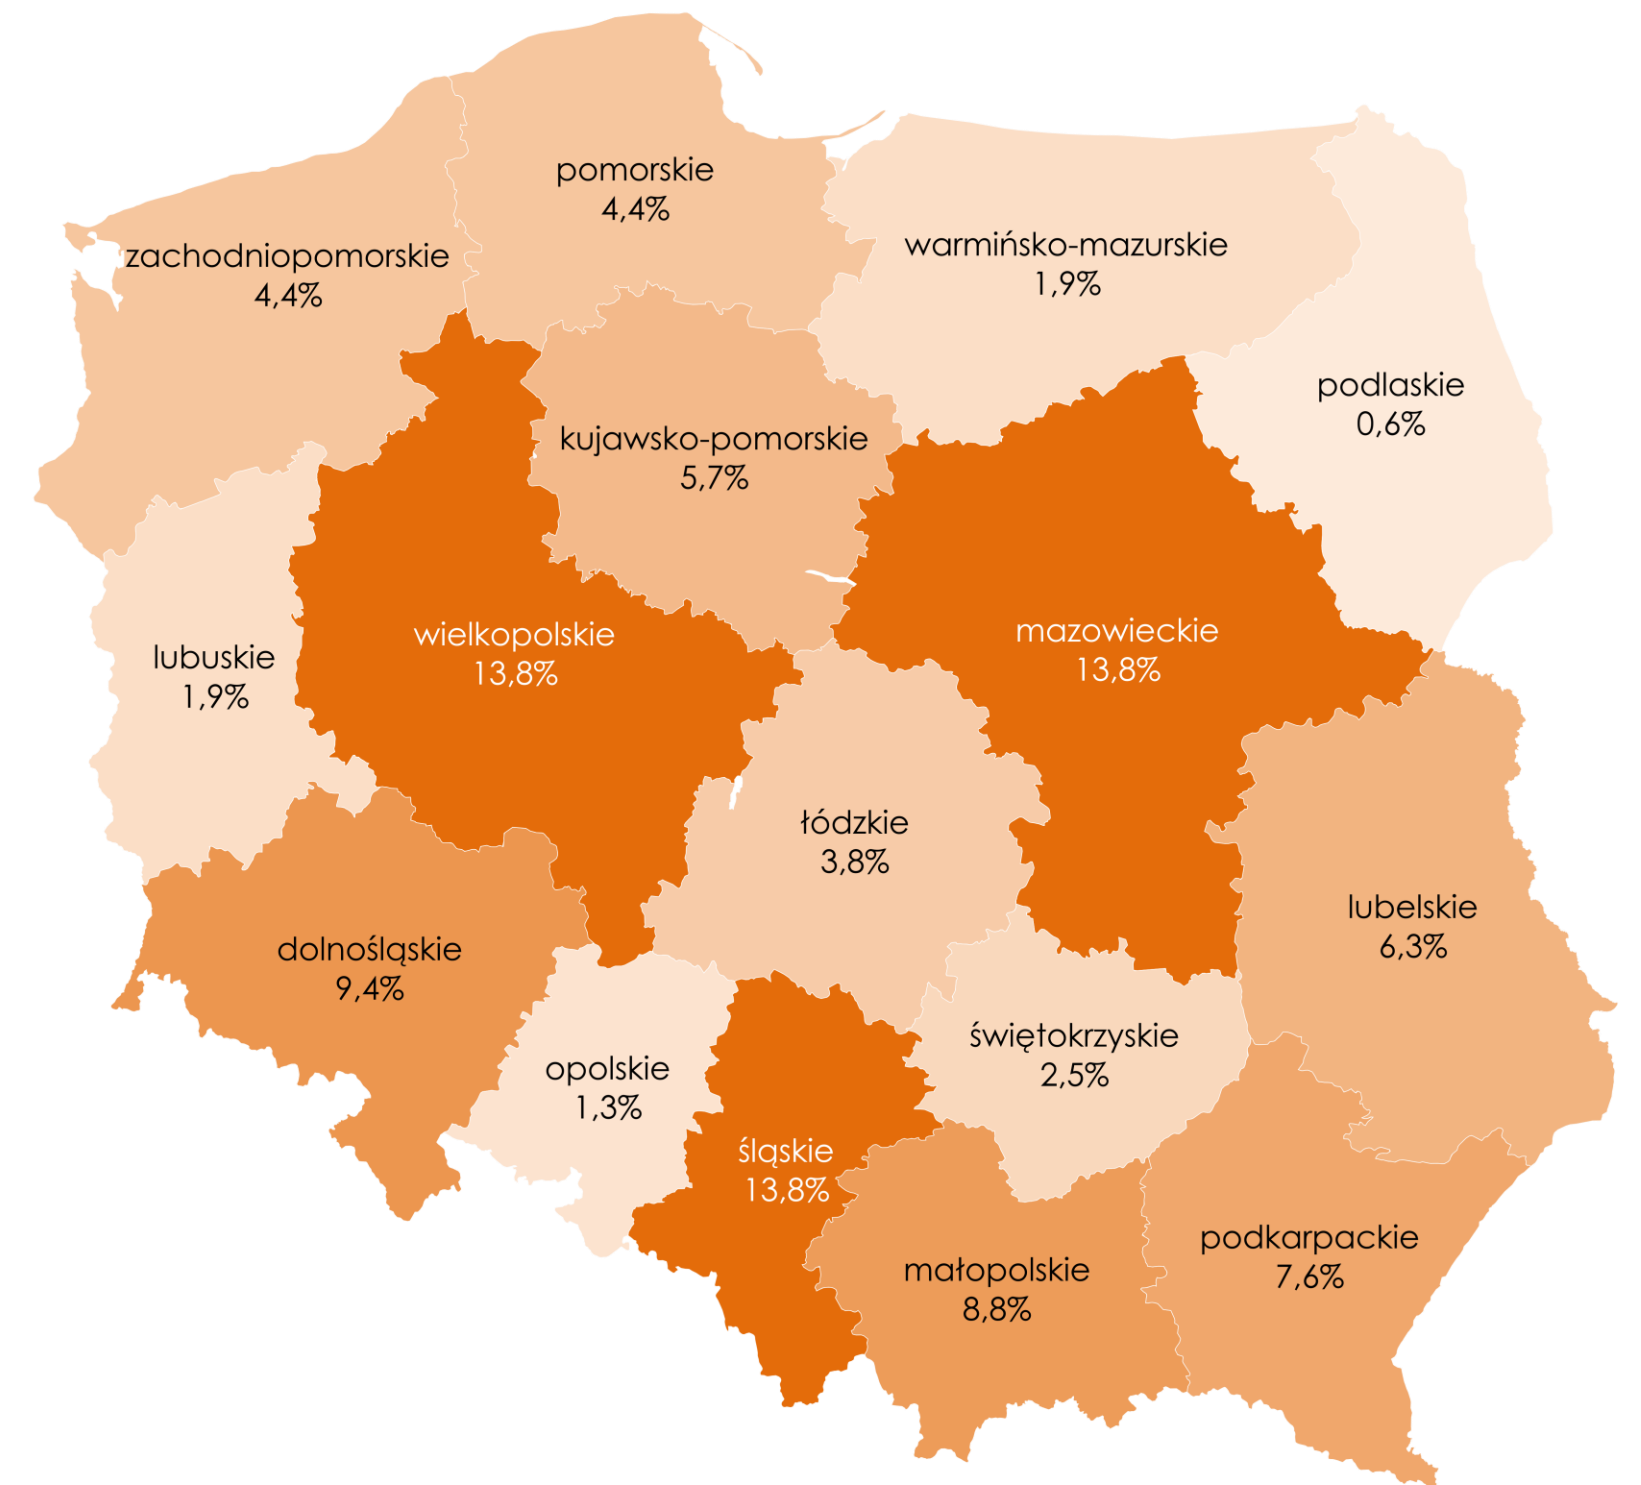 pomorskie
4,4%
zachodniopomorskie
4,4%
warmińsko-mazurskie
1,9%
podlaskie
0,6%
kujawsko-pomorskie
5,7%
wielkopolskie
13,8%
mazowieckie
13,8%
lubuskie
1,9%
łódzkie
3,8%
lubelskie
6,3%
dolnośląskie
9,4%
świętokrzyskie
2,5%
opolskie
1,3%
śląskie
13,8%
podkarpackie
7,6%
małopolskie
8,8%